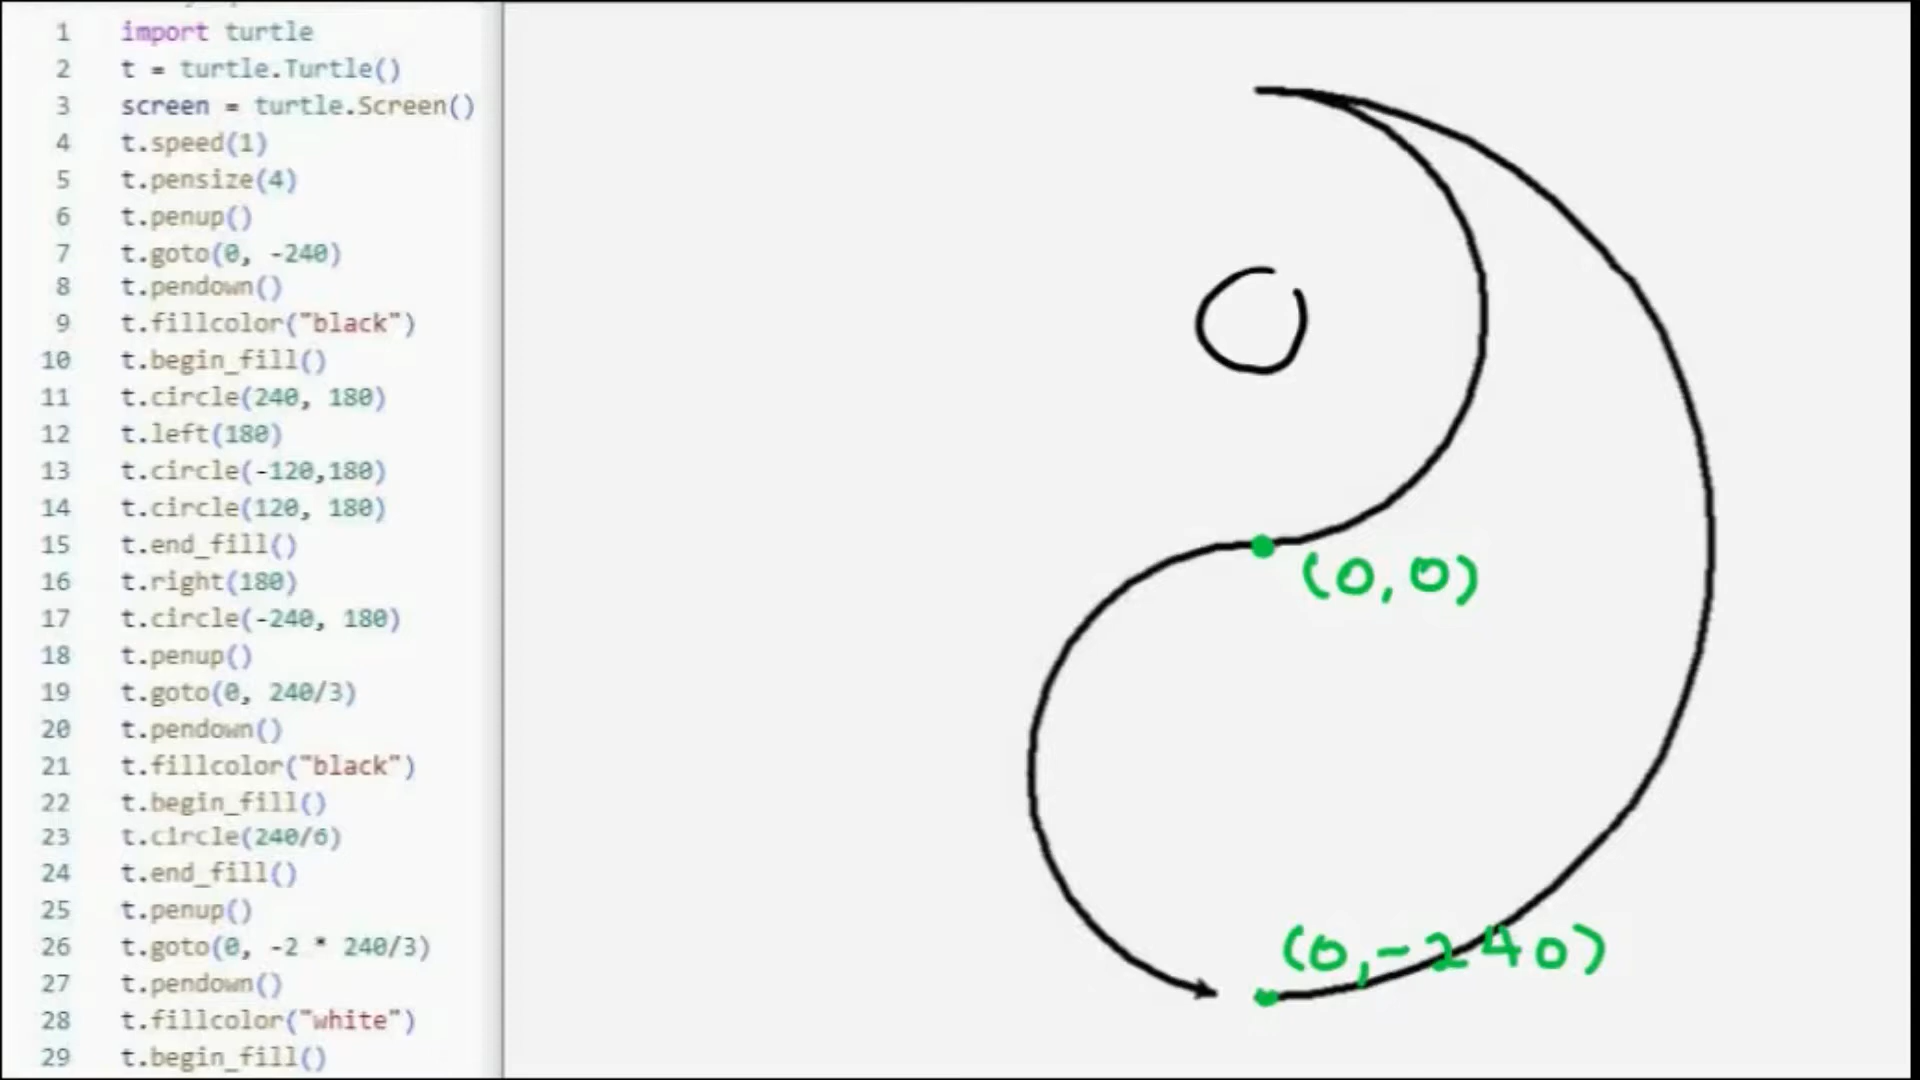 1 import turtle
2 t = turtle.Turtle()
3 screen = turtle.Screen()
4 t.speed(1)
5 t.pensize(4)
6 t.penup()
7 t.goto(0, -240)
8 t.pendown()
9 t.fillcolor("black")
10 t.begin_fill()
11 t.circle(240, 180)
12 t.left(180)
13 t.circle(-120,180)
14 t.circle(120, 180)
15 t.end_fill()
16 t.right(180)
17 t.circle(-240, 180)
18 t.penup()
19 t.goto(0, 240/3)
20 t.pendown()
21 t.fillcolor("black")
22 t.begin_fill()
23 t.circle(240/6)
24 t.end_fill()
25 t.penup()
26 t.goto(0, -2 * 240/3)
27 t.pendown()
28 t.fillcolor("white")
29 t.begin_fill()
(0,0)
(0,-240)